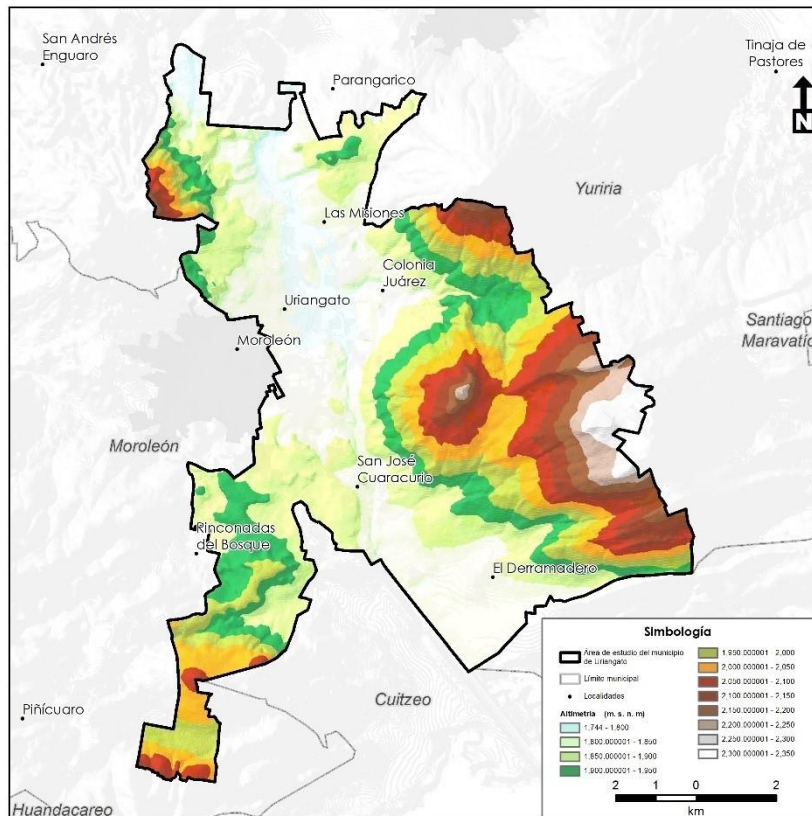 San Andrés
Enguaro
Parangarico
Tinaja de
Pastores
N
Yuriria
Las Misiones
Colonia
Juárez
Uriangato
Santiago
Maravatío
Moroleón
Moroleón
San José
Cuaracurio
Rinconadas
del Bosque
El Derramadero
Piñícuaro
Cuitzeo
Huandacareo
Simbología
Área de estudio del municipio
de Uriangato
Límite municipal
Localidades
Altimetría (m. s. n. m)
1,744 - 1,800
1,800.000001 - 1,850
1,850.000001 - 1,900
1,900.000001 - 1,950
1,950.000001 - 2,000
2,000.000001 - 2,050
2,050.000001 - 2,100
2,100.000001 - 2,150
2,150.000001 - 2,200
2,200.000001 - 2,250
2,250.000001 - 2,300
2,300.000001 - 2,350
2 1 0 2
km